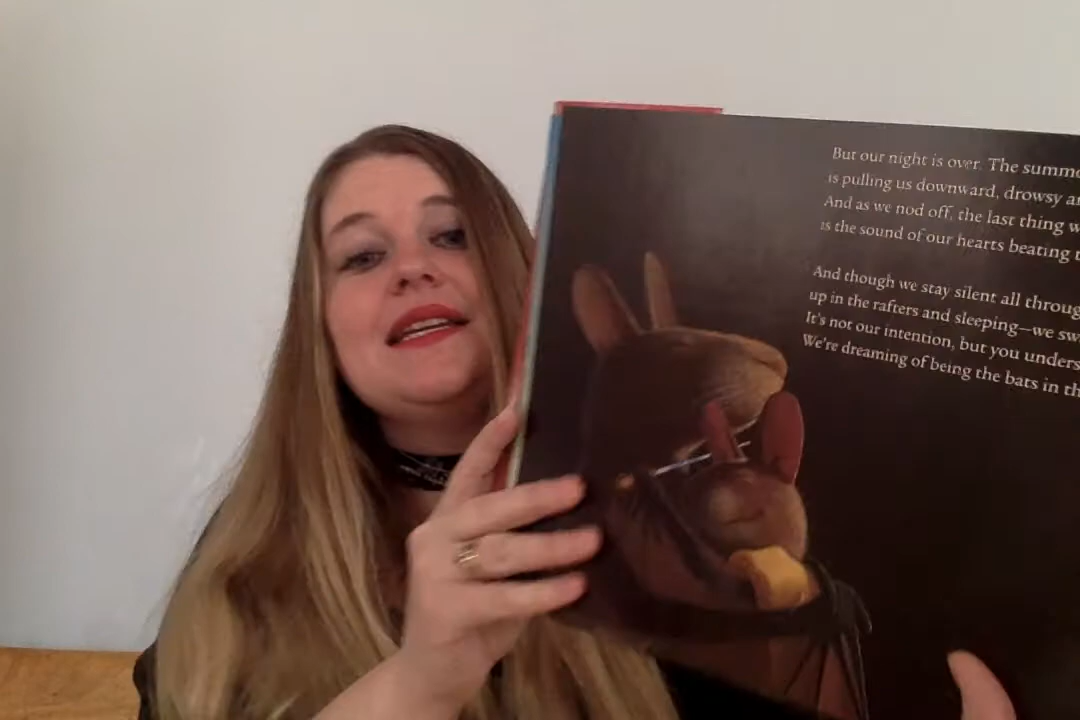 But our night is over. The summe
is pulling us downward, drowsy a
And as we nod off, the last thing w
is the sound of our hearts beating t
And though we stay silent all throug
up in the rafters and sleeping—we sw
It's not our intention, but you unders
We're dreaming of being the bats in th